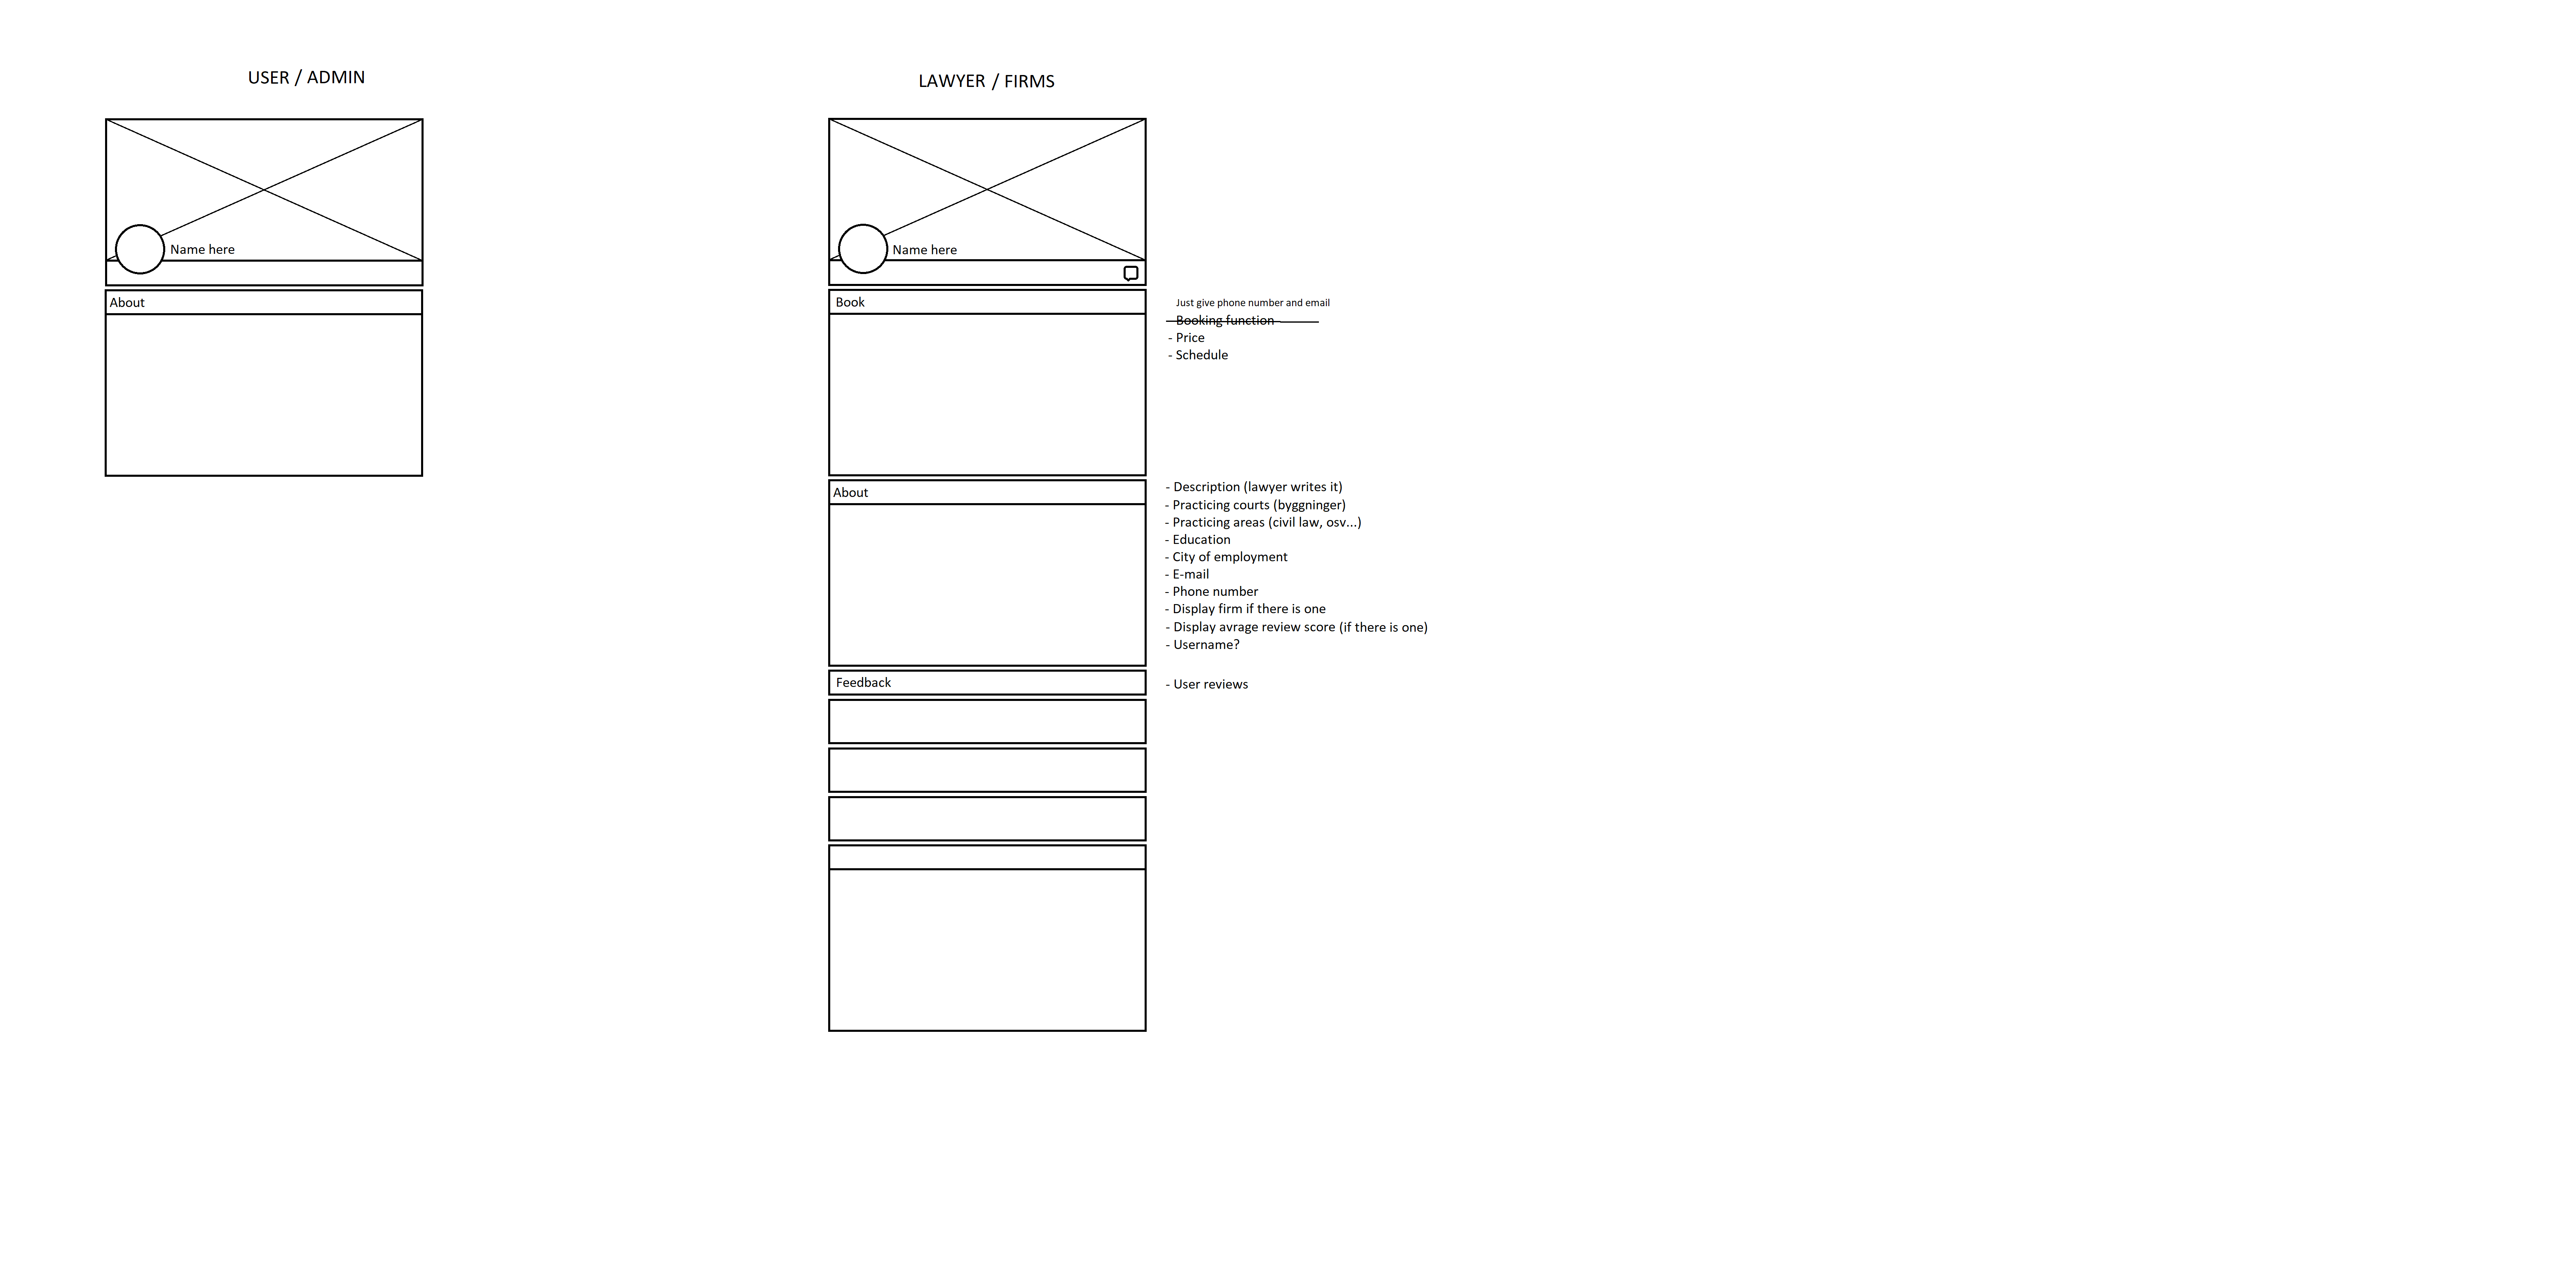 USER / ADMIN
Name here
About
LAWYER / FIRMS
Name here
Book
Just give phone number and email
- Booking function
- Price
- Schedule
About
- Description (lawyer writes it)
- Practicing courts (byggninger)
- Practicing areas (civil law, osv...)
- Education
- City of employment
- E-mail
- Phone number
- Display firm if there is one
- Display avrage review score (if there is one)
- Username?
Feedback
- User reviews